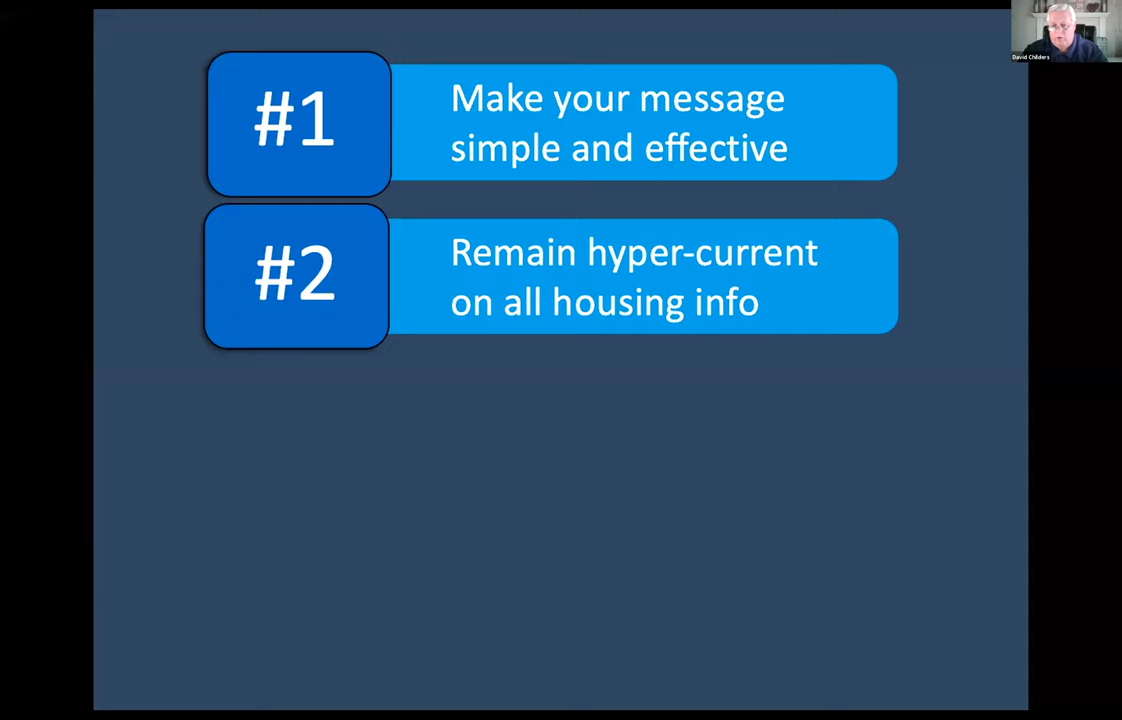 David Childers
#1
Make your message
simple and effective
#2
Remain hyper-current
on all housing info